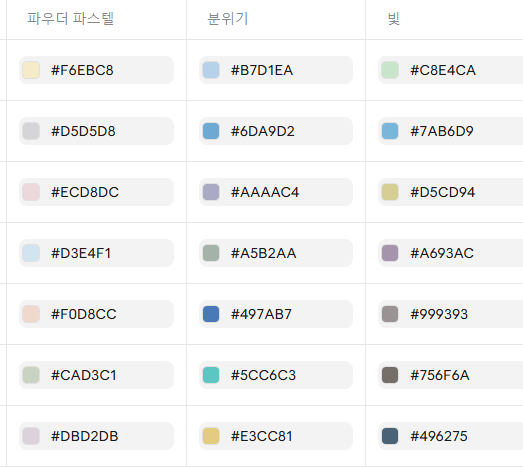 파우더 파스텔 분위기 빛
#F6EBC8 #B7D1EA #C8E4CA
#D5D5D8 #6DA9D2 #7AB6D9
#ECD8DC #AAAAC4 #D5CD94
#D3E4F1 #A5B2AA #A693AC
#F0D8CC #497AB7 #999393
#CAD3C1 #5CC6C3 #756F6A
#DBD2DB #E3CC81 #496275